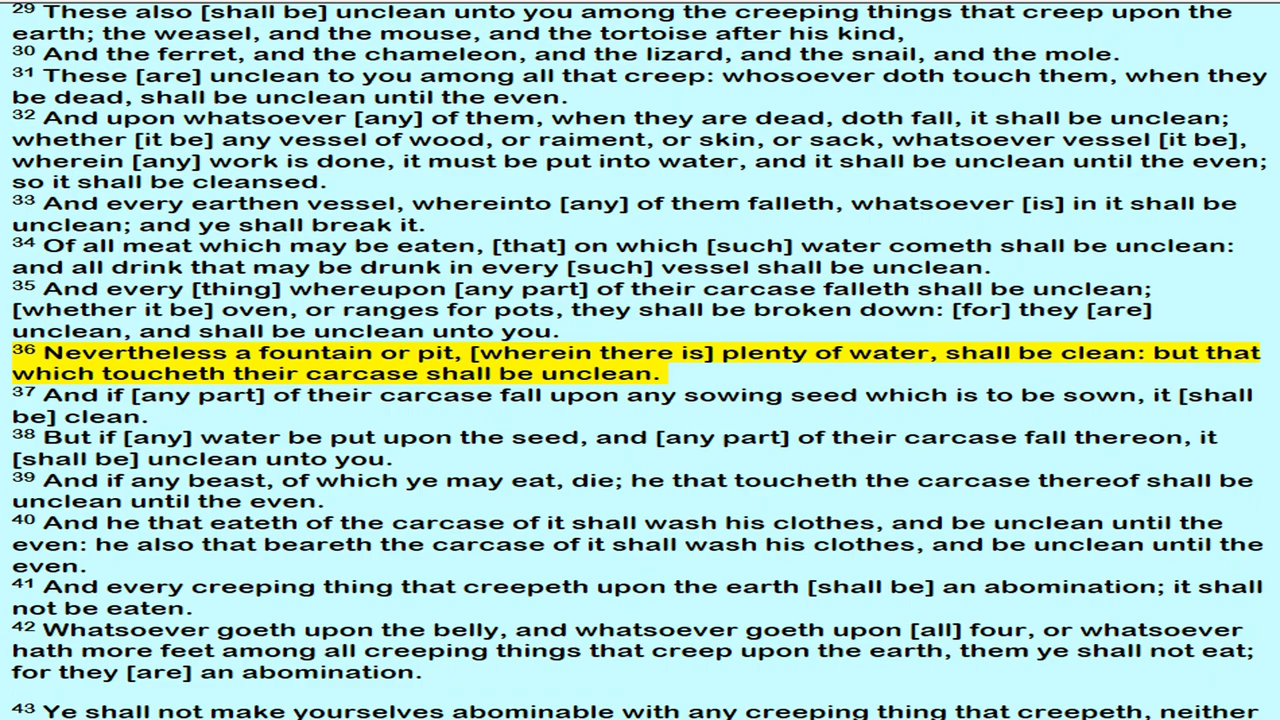 29 These also [shall be] unclean unto you among the creeping things that creep upon the
earth; the weasel, and the mouse, and the tortoise after his kind,
30 And the ferret, and the chameleon, and the lizard, and the snail, and the mole.
31 These [are] unclean to you among all that creep: whosoever doth touch them, when they
be dead, shall be unclean until the even.
32 And upon whatsoever [any] of them, when they are dead, doth fall, it shall be unclean;
whether [it be] any vessel of wood, or raiment, or skin, or sack, whatsoever vessel [it be],
wherein [any] work is done, it must be put into water, and it shall be unclean until the even;
so it shall be cleansed.
33 And every earthen vessel, whereinto [any] of them falleth, whatsoever [is] in it shall be
unclean; and ye shall break it.
34 Of all meat which may be eaten, [that] on which [such] water cometh shall be unclean:
and all drink that may be drunk in every [such] vessel shall be unclean.
35 And every [thing] whereupon [any part] of their carcase falleth shall be unclean;
[whether it be] oven, or ranges for pots, they shall be broken down: [for] they [are]
unclean, and shall be unclean unto you.
36 Nevertheless a fountain or pit, [wherein there is] plenty of water, shall be clean: but that
which toucheth their carcase shall be unclean.
37 And if [any part] of their carcase fall upon any sowing seed which is to be sown, it [shall
be] clean.
38 But if [any] water be put upon the seed, and [any part] of their carcase fall thereon, it
[shall be] unclean unto you.
39 And if any beast, of which ye may eat, die; he that toucheth the carcase thereof shall be
unclean until the even.
40 And he that eateth of the carcase of it shall wash his clothes, and be unclean until the
even: he also that beareth the carcase of it shall wash his clothes, and be unclean until the
even.
41 And every creeping thing that creepeth upon the earth [shall be] an abomination; it shall
not be eaten.
42 Whatsoever goeth upon the belly, and whatsoever goeth upon [all] four, or whatsoever
hath more feet among all creeping things that creep upon the earth, them ye shall not eat;
for they [are] an abomination.
43 Ye shall not make yourselves abominable with any creeping thing that creepeth, neither